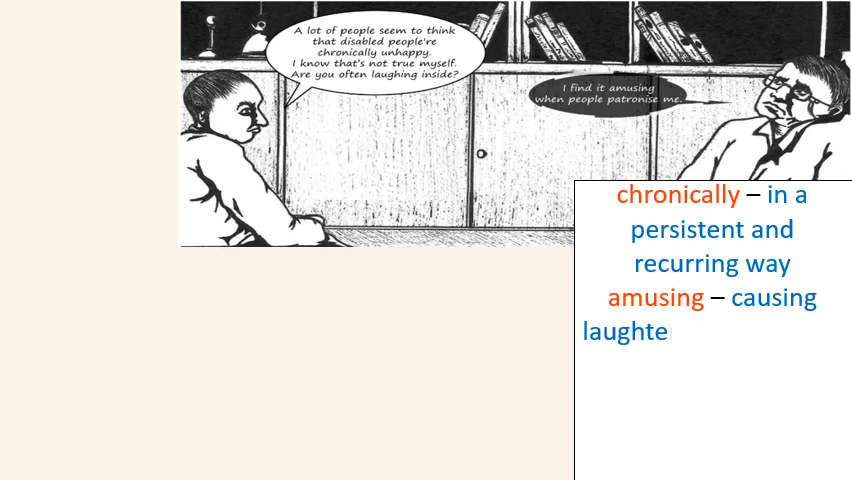 A lot of people seem to think
that disabled people're
chronically unhappy.
I know that's not true myself.
Are you often laughing inside?
I find it amusing
when people patronise me.
chronically – in a
persistent and
recurring way
amusing – causing
laughte